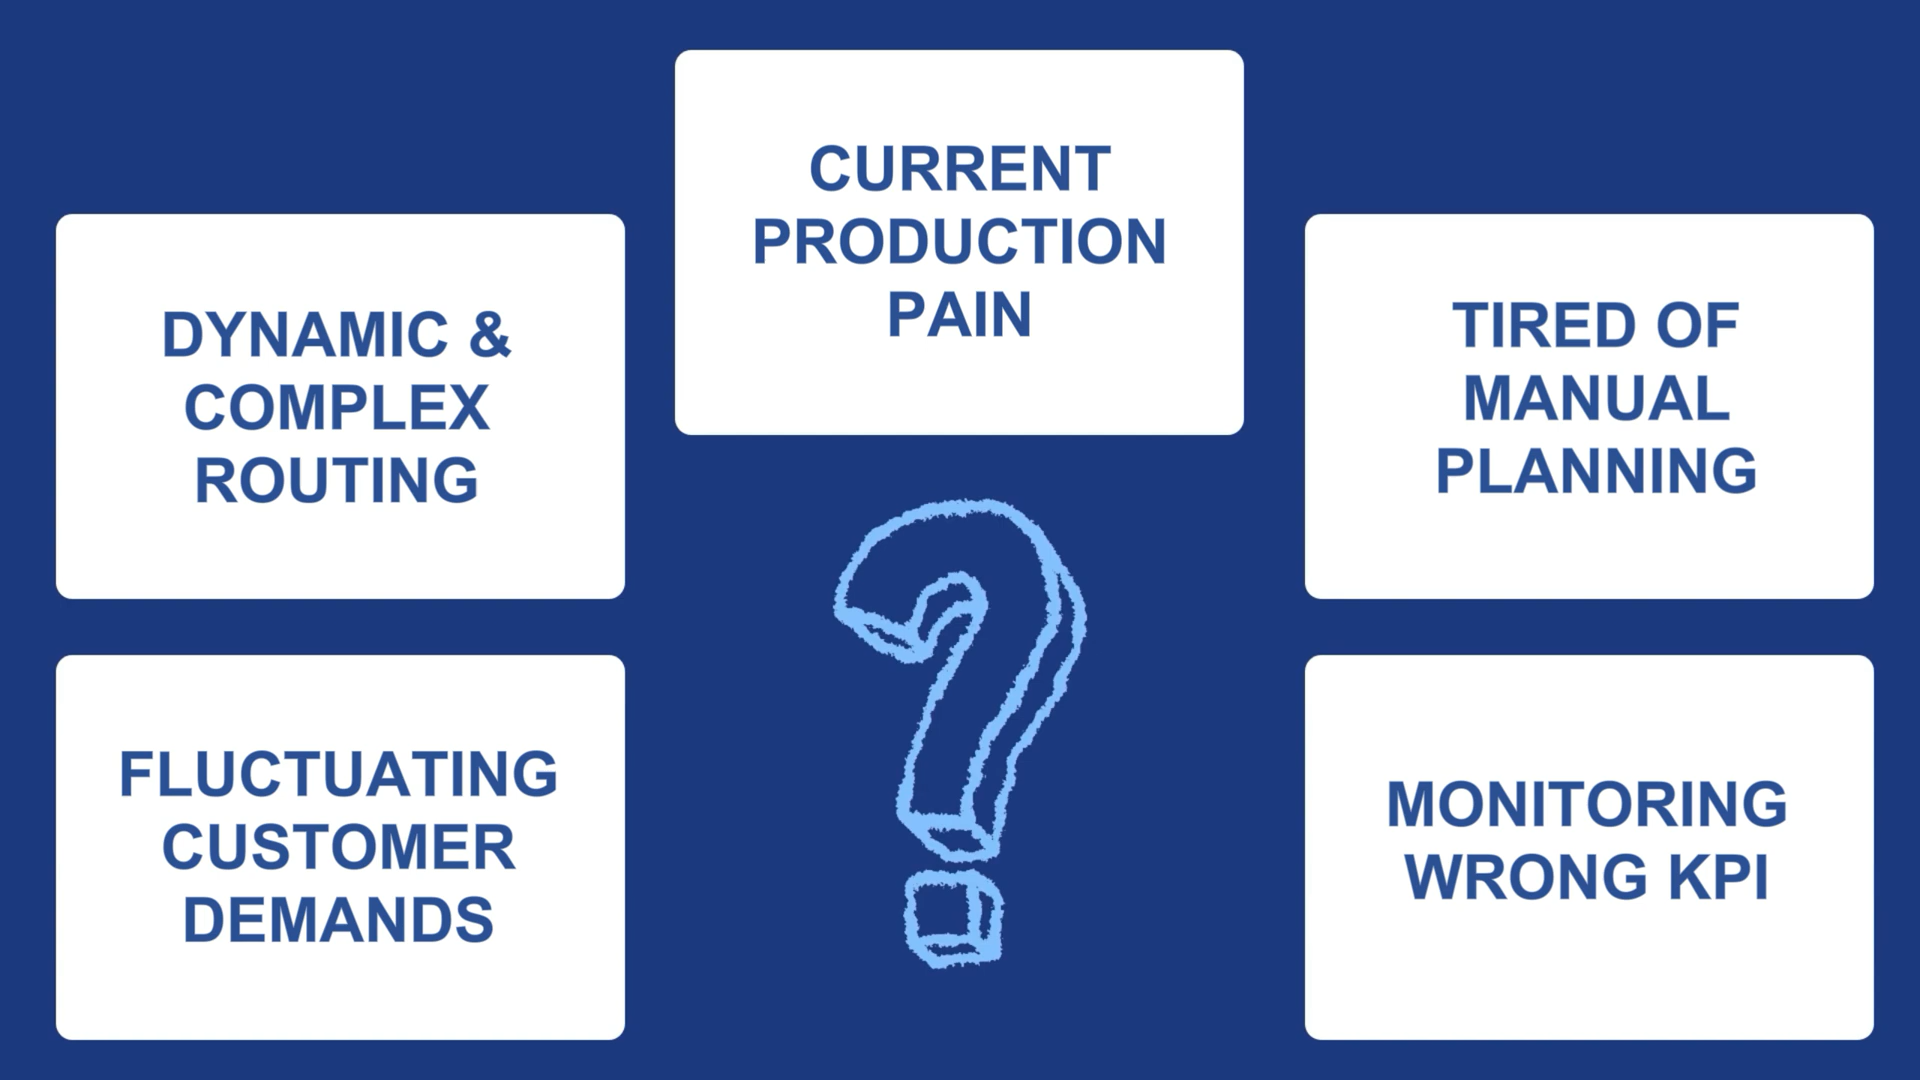 CURRENT
PRODUCTION
PAIN
DYNAMIC &
COMPLEX
ROUTING
TIRED OF
MANUAL
PLANNING
FLUCTUATING
CUSTOMER
DEMANDS
MONITORING
WRONG KPI
?